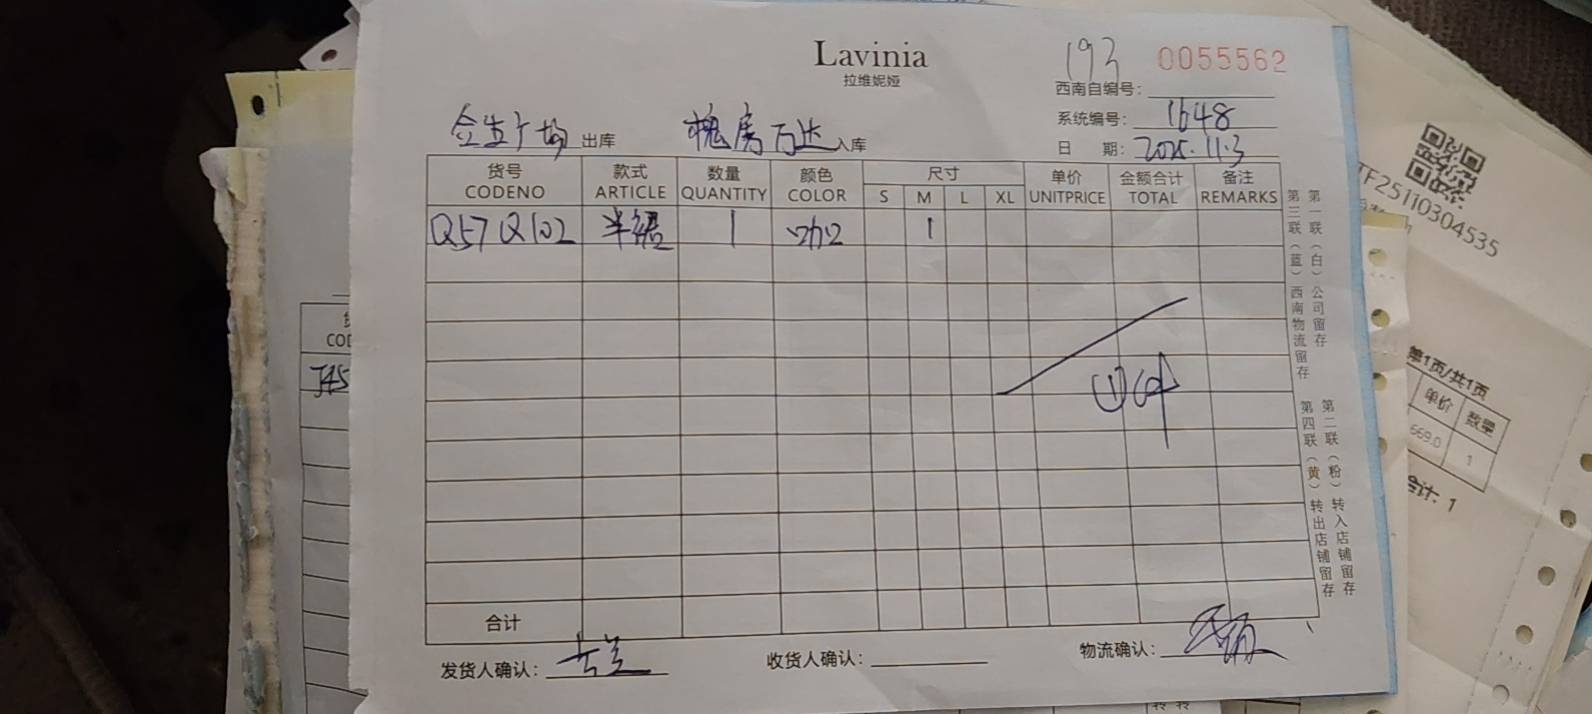 Lavinia
拉维妮娅
193 0055562
西南自编号:
系统编号: 1648
日 期: 2025.11.3
金生广场 出库 槐房万达 入库
货号 款式 数量 颜色 尺寸 单价 金额合计 备注
CODENO ARTICLE QUANTITY COLOR S M L XL UNITPRICE TOTAL REMARKS
Q57Q102 半裙 1 咖 1
①件
合计
发货人确认: 收货人确认: 物流确认:
第一联(白)公司留存
第三联(蓝)西南物流留存
第二联(粉)转入店铺留存
第四联(黄)转出店铺留存
TF25110304535
第1页/共1页
单价 数量
669.0 1
合计: 1
J45